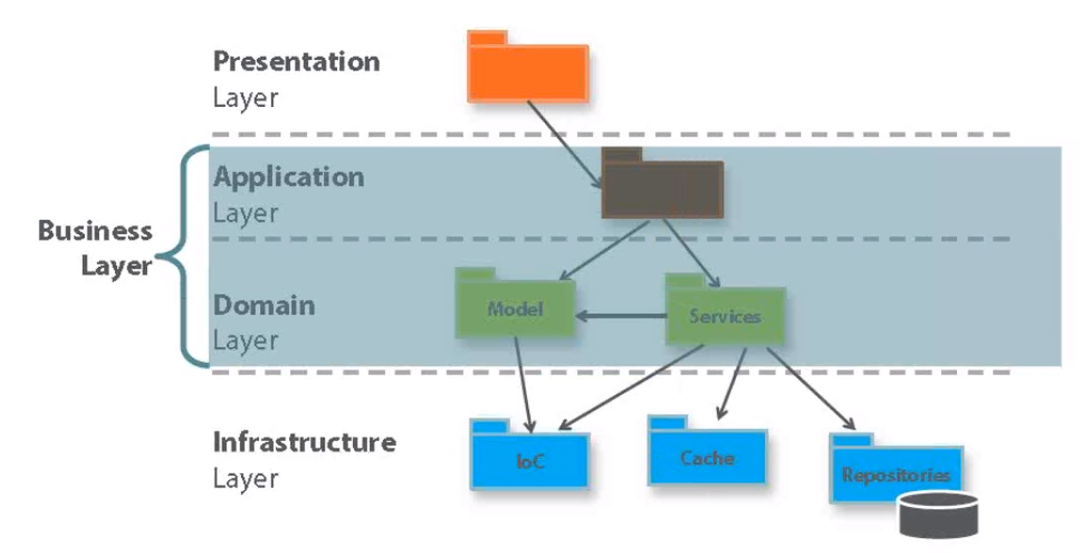 Presentation
Layer
Application
Layer
Business
Layer
Domain
Layer
Model
Services
Infrastructure
Layer
IoC
Cache
Repositories